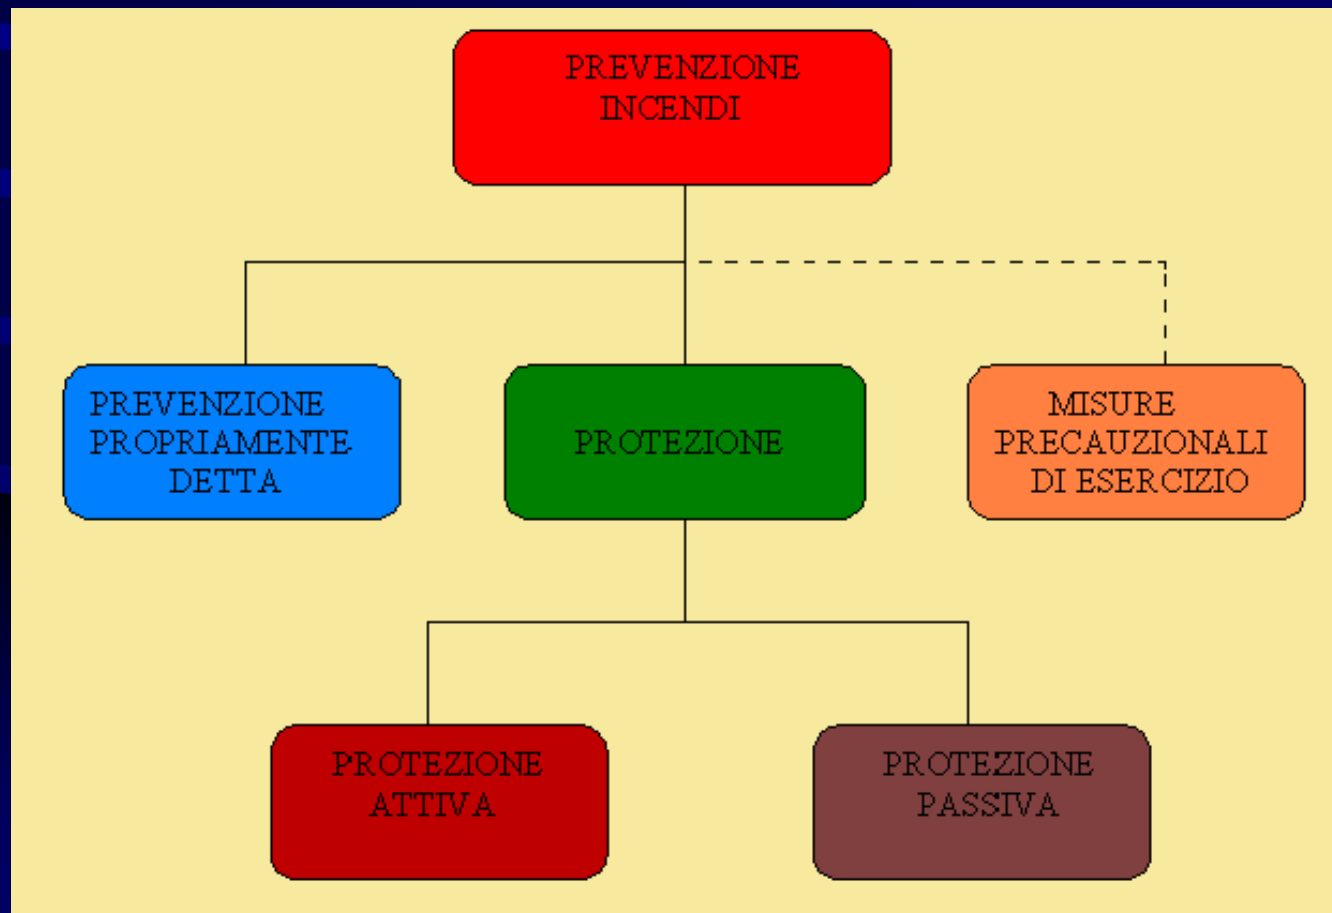 PREVENZIONE
INCENDI
PREVENZIONE
PROPRIAMENTE
DETTA
PROTEZIONE
MISURE
PRECAUZIONALI
DI ESERCIZIO
PROTEZIONE
ATTIVA
PROTEZIONE
PASSIVA